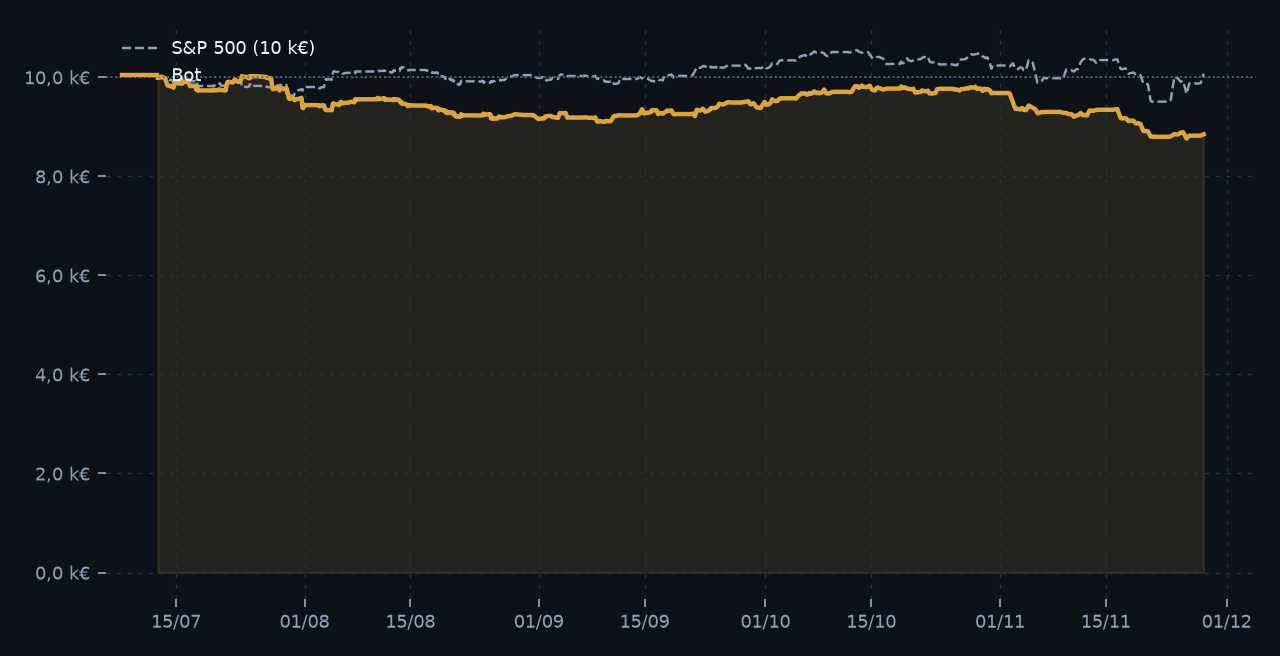 S&P 500 (10 k€)
Bot
10,0 k€
8,0 k€
6,0 k€
4,0 k€
2,0 k€
0,0 k€
15/07
01/08
15/08
01/09
15/09
01/10
15/10
01/11
15/11
01/12